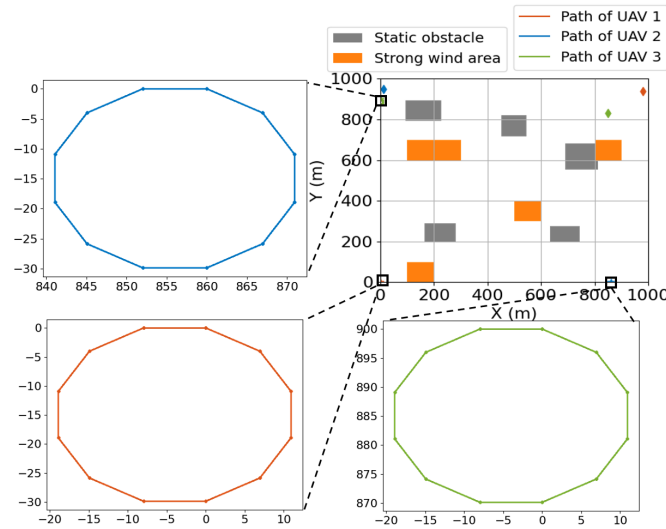 Static obstacle
Strong wind area
Path of UAV 1
Path of UAV 2
Path of UAV 3
0
−5
−10
−15
−20
−25
−30
840 845 850 855 860 865 870
Y (m)
1000
800
600
400
200
0
0 200 400 600 800 1000
X (m)
0
−5
−10
−15
−20
−25
−30
−20 −15 −10 −5 0 5 10
900
895
890
885
880
875
870
−20 −15 −10 −5 0 5 10